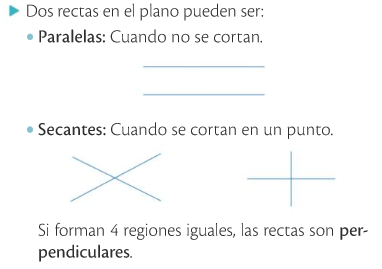 Dos rectas en el plano pueden ser:
Paralelas: Cuando no se cortan.
Secantes: Cuando se cortan en un punto.
Si forman 4 regiones iguales, las rectas son per-
pendiculares.